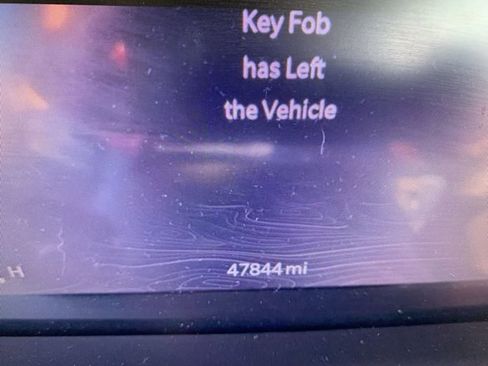 Key Fob
has Left
the Vehicle
47844 mi
H